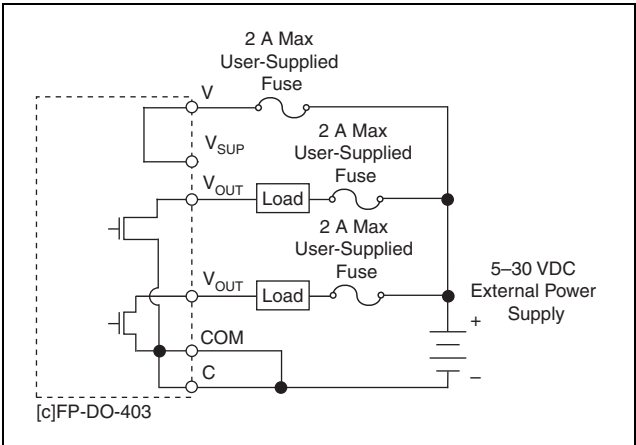 2 A Max
User-Supplied
Fuse
V
2 A Max
User-Supplied
Fuse
VSUP
VOUT
Load
2 A Max
User-Supplied
Fuse
VOUT
Load
5–30 VDC
External Power
Supply
+
COM
C
–
[c]FP-DO-403